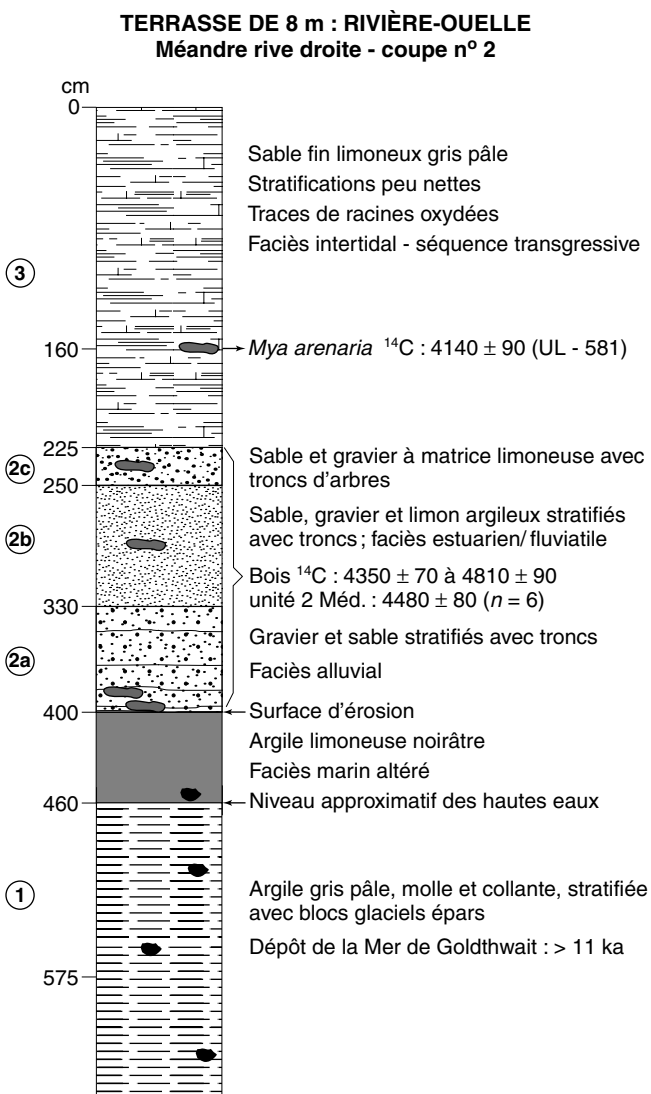 TERRASSE DE 8 m : RIVIÈRE-OUELLE
Méandre rive droite - coupe nº 2
cm
0
Sable fin limoneux gris pâle
Stratifications peu nettes
Traces de racines oxydées
Faciès intertidal - séquence transgressive
3
160
Mya arenaria ¹⁴C : 4140 ± 90 (UL - 581)
225
Sable et gravier à matrice limoneuse avec
troncs d'arbres
2c
250
Sable, gravier et limon argileux stratifiés
avec troncs ; faciès estuarien/ fluviatile
2b
Bois ¹⁴C : 4350 ± 70 à 4810 ± 90
unité 2 Méd. : 4480 ± 80 (n = 6)
330
Gravier et sable stratifiés avec troncs
Faciès alluvial
2a
400
Surface d'érosion
Argile limoneuse noirâtre
Faciès marin altéré
460
Niveau approximatif des hautes eaux
1
Argile gris pâle, molle et collante, stratifiée
avec blocs glaciels épars
Dépôt de la Mer de Goldthwait : > 11 ka
575